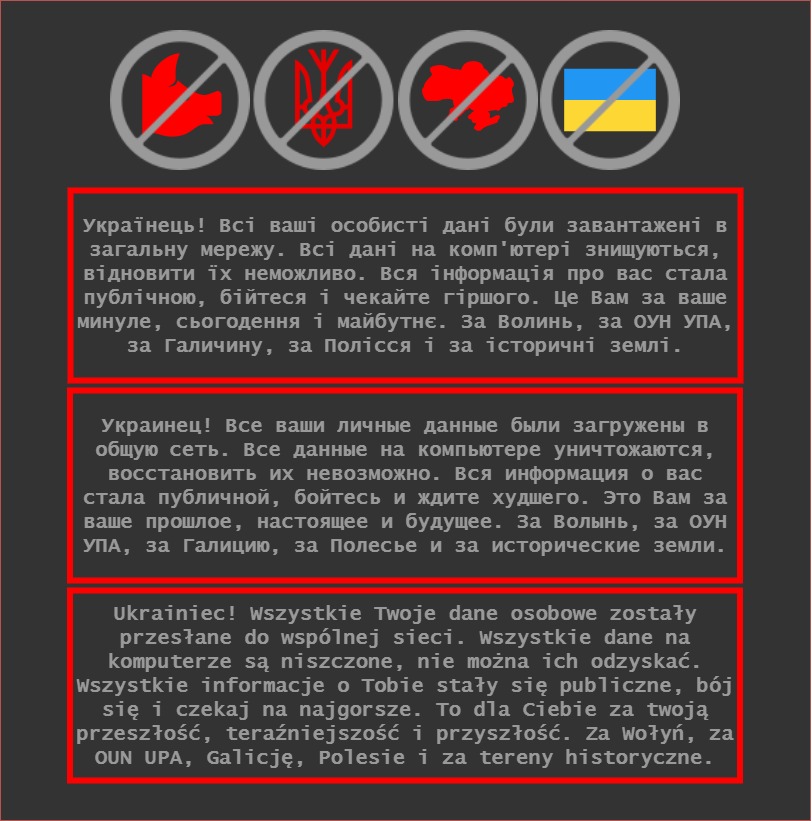 Українець! Всі ваші особисті дані були завантажені в
загальну мережу. Всі дані на комп'ютері знищуються,
відновити їх неможливо. Вся інформація про вас стала
публічною, бійтеся і чекайте гіршого. Це Вам за ваше
минуле, сьогодення і майбутнє. За Волинь, за ОУН УПА,
за Галичину, за Полісся і за історичні землі.
Украинец! Все ваши личные данные были загружены в
общую сеть. Все данные на компьютере уничтожаются,
восстановить их невозможно. Вся информация о вас
стала публичной, бойтесь и ждите худшего. Это Вам за
ваше прошлое, настоящее и будущее. За Волынь, за ОУН
УПА, за Галицию, за Полесье и за исторические земли.
Ukrainiec! Wszystkie Twoje dane osobowe zostały
przesłane do wspólnej sieci. Wszystkie dane na
komputerze są niszczone, nie można ich odzyskać.
Wszystkie informacje o Tobie stały się publiczne, bój
się i czekaj na najgorsze. To dla Ciebie za twoją
przeszłość, teraźniejszość i przyszłość. Za Wołyń, za
OUN UPA, Galicję, Polesie i za tereny historyczne.